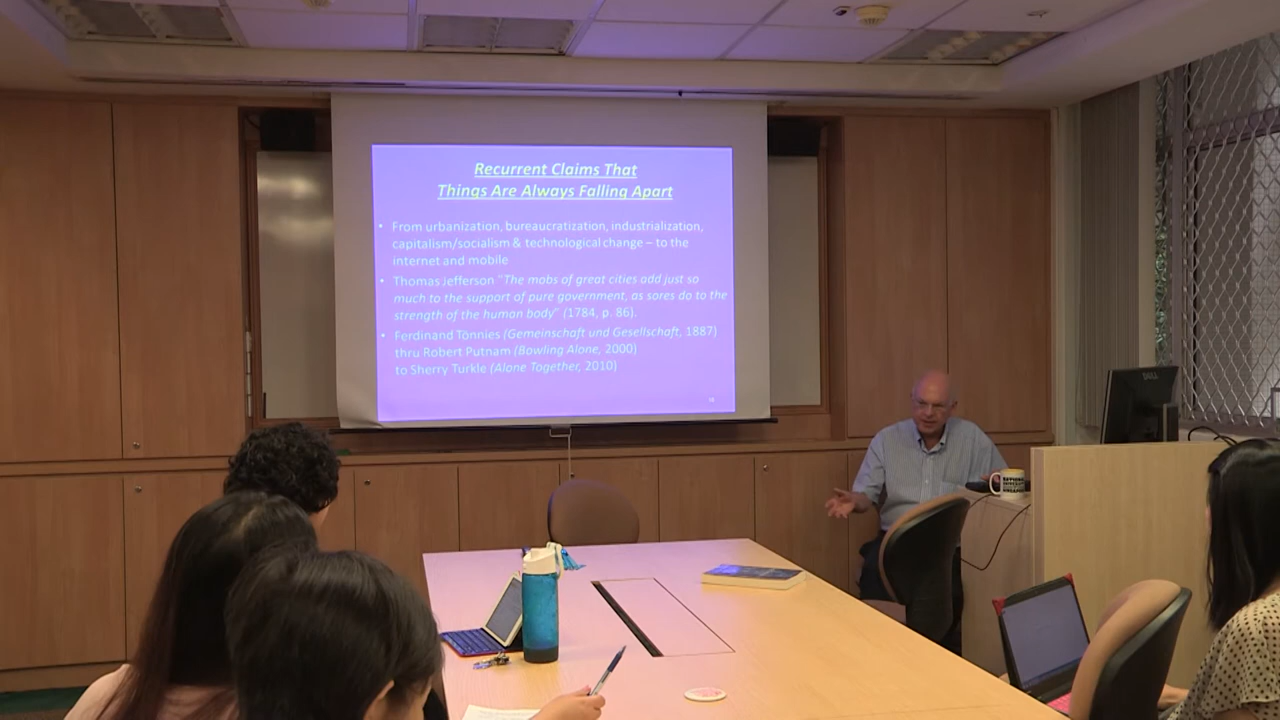 Recurrent Claims That
Things Are Always Falling Apart
• From urbanization, bureaucratization, industrialization,
capitalism/socialism & technological change – to the
internet and mobile
• Thomas Jefferson "The mobs of great cities add just so
much to the support of pure government, as sores do to the
strength of the human body" (1784, p. 86).
• Ferdinand Tönnies (Gemeinschaft und Gesellschaft, 1887)
thru Robert Putnam (Bowling Alone, 2000)
to Sherry Turkle (Alone Together, 2010)
DELL